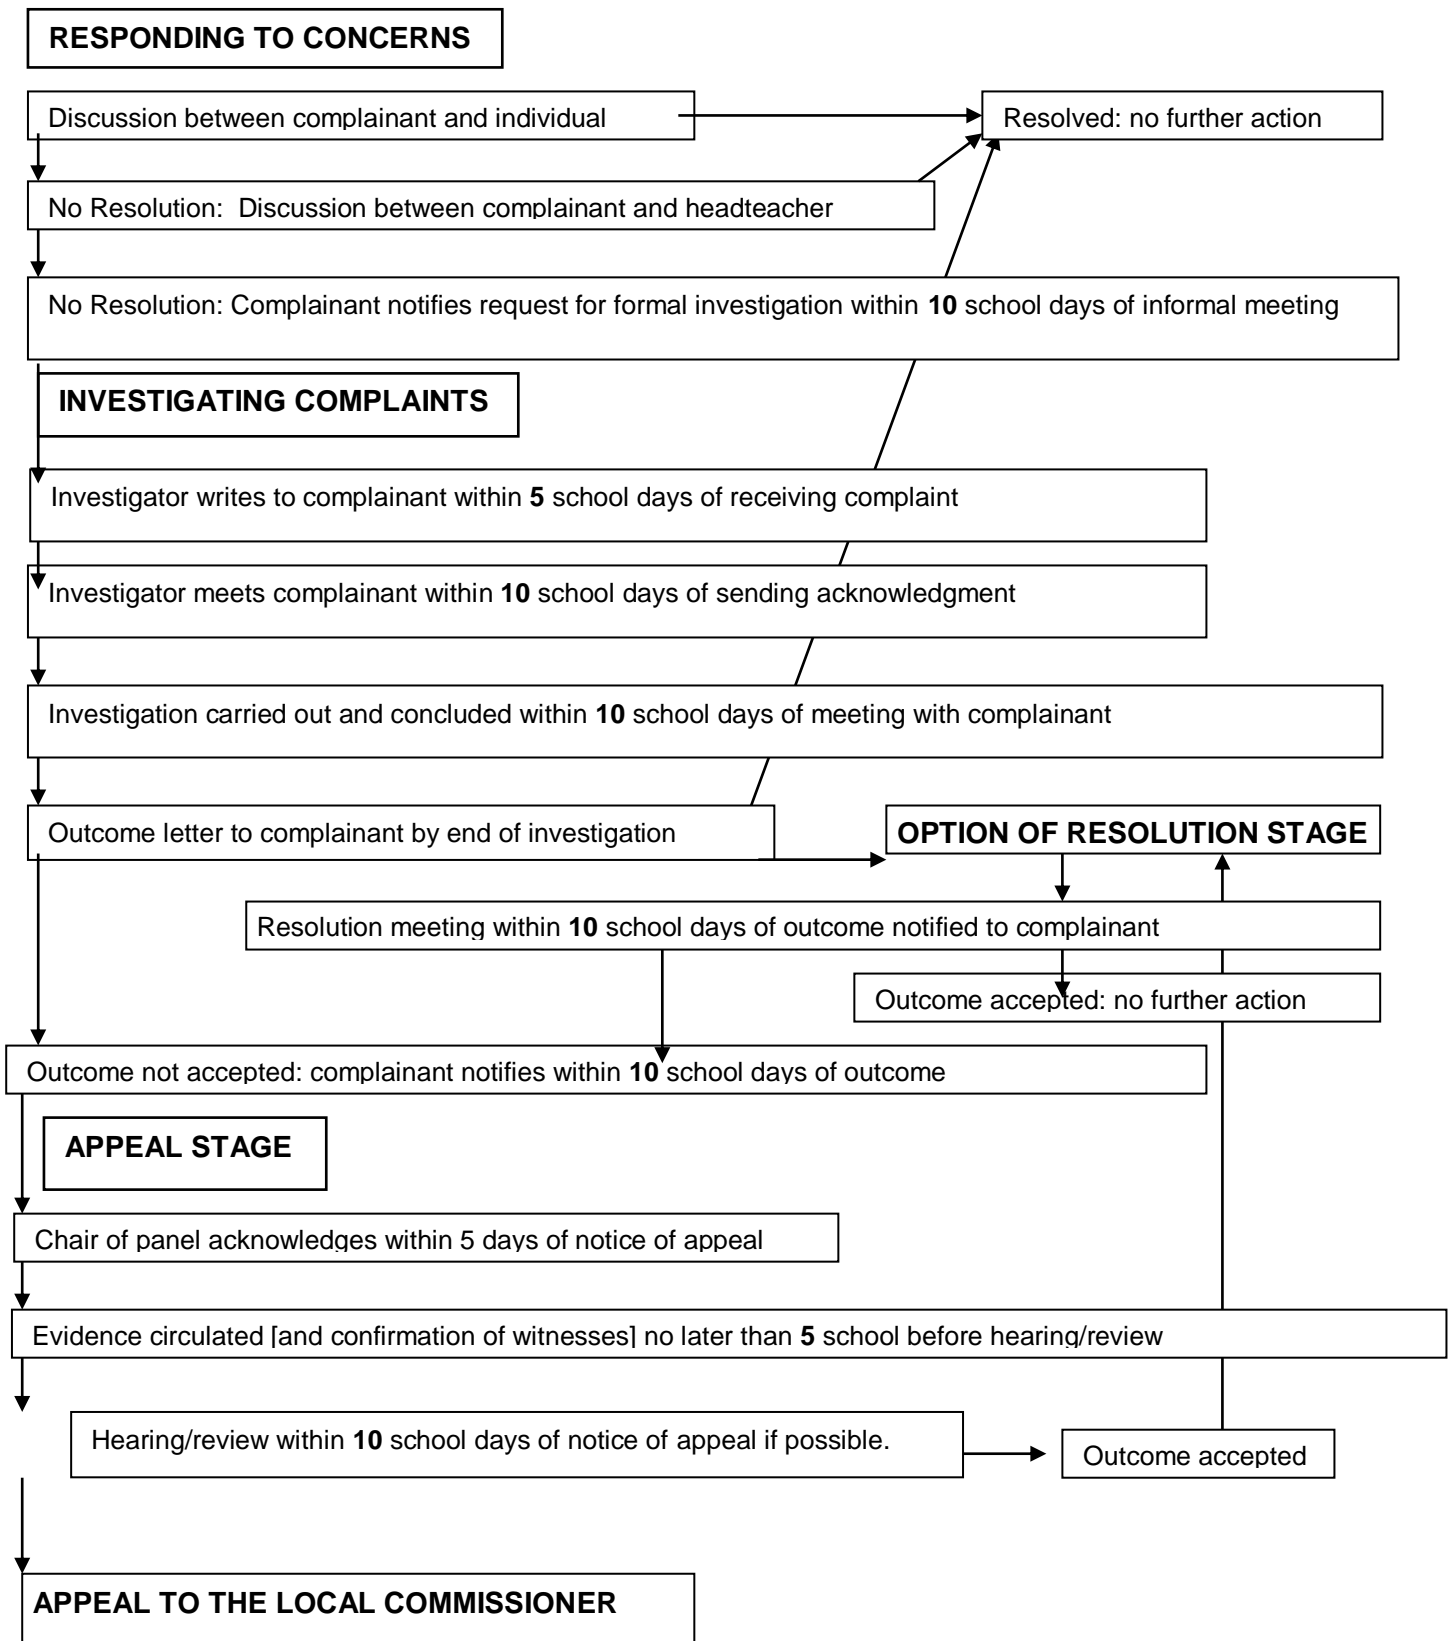 RESPONDING TO CONCERNS
Discussion between complainant and individual
Resolved: no further action
No Resolution:  Discussion between complainant and headteacher
No Resolution: Complainant notifies request for formal investigation within 10 school days of informal meeting
INVESTIGATING COMPLAINTS
Investigator writes to complainant within 5 school days of receiving complaint
Investigator meets complainant within 10 school days of sending acknowledgment
Investigation carried out and concluded within 10 school days of meeting with complainant
Outcome letter to complainant by end of investigation
OPTION OF RESOLUTION STAGE
Resolution meeting within 10 school days of outcome notified to complainant
Outcome accepted: no further action
Outcome not accepted: complainant notifies within 10 school days of outcome
APPEAL STAGE
Chair of panel acknowledges within 5 days of notice of appeal
Evidence circulated [and confirmation of witnesses] no later than 5 school before hearing/review
Hearing/review within 10 school days of notice of appeal if possible.
Outcome accepted
APPEAL TO THE LOCAL COMMISSIONER